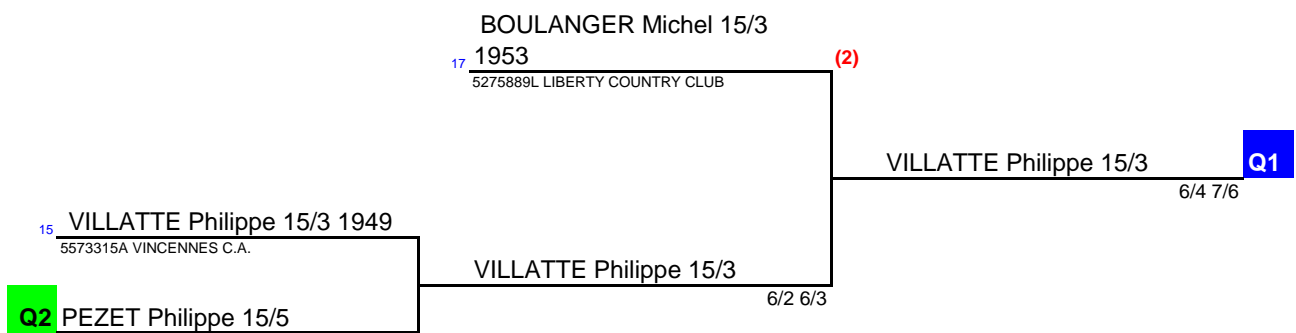 BOULANGER Michel 15/3
17 1953 (2)
5275889L LIBERTY COUNTRY CLUB
VILLATTE Philippe 15/3 Q1
6/4 7/6
15 VILLATTE Philippe 15/3 1949
5573315A VINCENNES C.A.
VILLATTE Philippe 15/3
6/2 6/3
Q2 PEZET Philippe 15/5